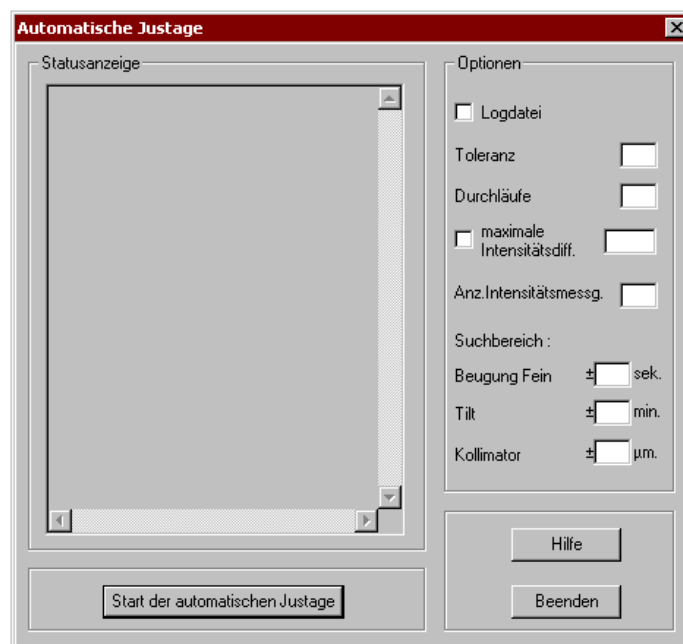 Automatische Justage
Statusanzeige
Start der automatischen Justage
Optionen
Logdatei
Toleranz
Durchläufe
maximale
Intensitätsdiff.
Anz.Intensitätsmessg.
Suchbereich :
Beugung Fein ± sek.
Tilt ± min.
Kollimator ± µm.
Hilfe
Beenden